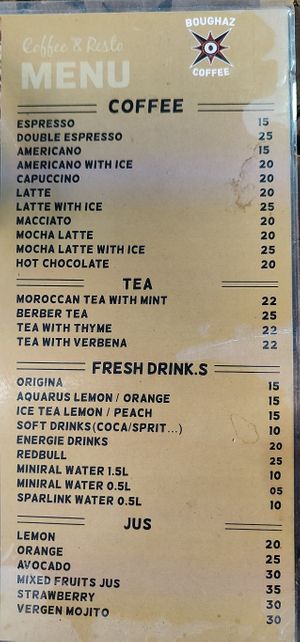 Coffee & Resto
MENU
BOUGHAZ
COFFEE
COFFEE
ESPRESSO 15
DOUBLE ESPRESSO 25
AMERICANO 15
AMERICANO WITH ICE 20
CAPUCCINO 20
LATTE 20
LATTE WITH ICE 25
MACCIATO 20
MOCHA LATTE 20
MOCHA LATTE WITH ICE 25
HOT CHOCOLATE 20
TEA
MOROCCAN TEA WITH MINT 22
BERBER TEA 25
TEA WITH THYME 22
TEA WITH VERBENA 22
FRESH DRINK.S
ORIGINA 15
AQUARUS LEMON / ORANGE 15
ICE TEA LEMON / PEACH 15
SOFT DRINKS (COCA/SPRIT...) 10
ENERGIE DRINKS 20
REDBULL 25
MINIRAL WATER 1.5L 10
MINIRAL WATER 0.5L 05
SPARLINK WATER 0.5L 10
JUS
LEMON 20
ORANGE 25
AVOCADO 30
MIXED FRUITS JUS 35
STRAWBERRY 30
VERGEN MOJITO 30